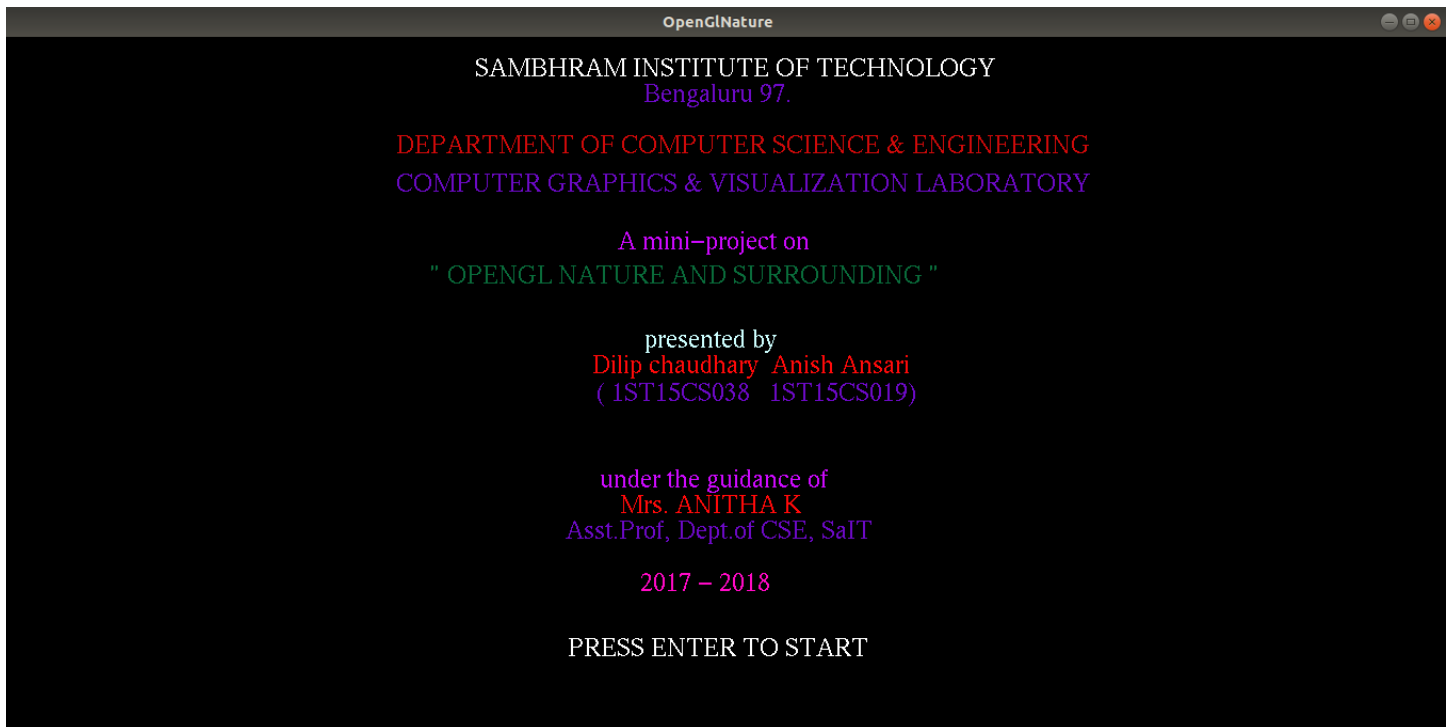 OpenGlNature
SAMBHRAM INSTITUTE OF TECHNOLOGY
Bengaluru 97.
DEPARTMENT OF COMPUTER SCIENCE & ENGINEERING
COMPUTER GRAPHICS & VISUALIZATION LABORATORY
A mini−project on
" OPENGL NATURE AND SURROUNDING "
presented by
Dilip chaudhary  Anish Ansari
( 1ST15CS038   1ST15CS019)
under the guidance of
Mrs. ANITHA K
Asst.Prof, Dept.of CSE, SaIT
2017 − 2018
PRESS ENTER TO START